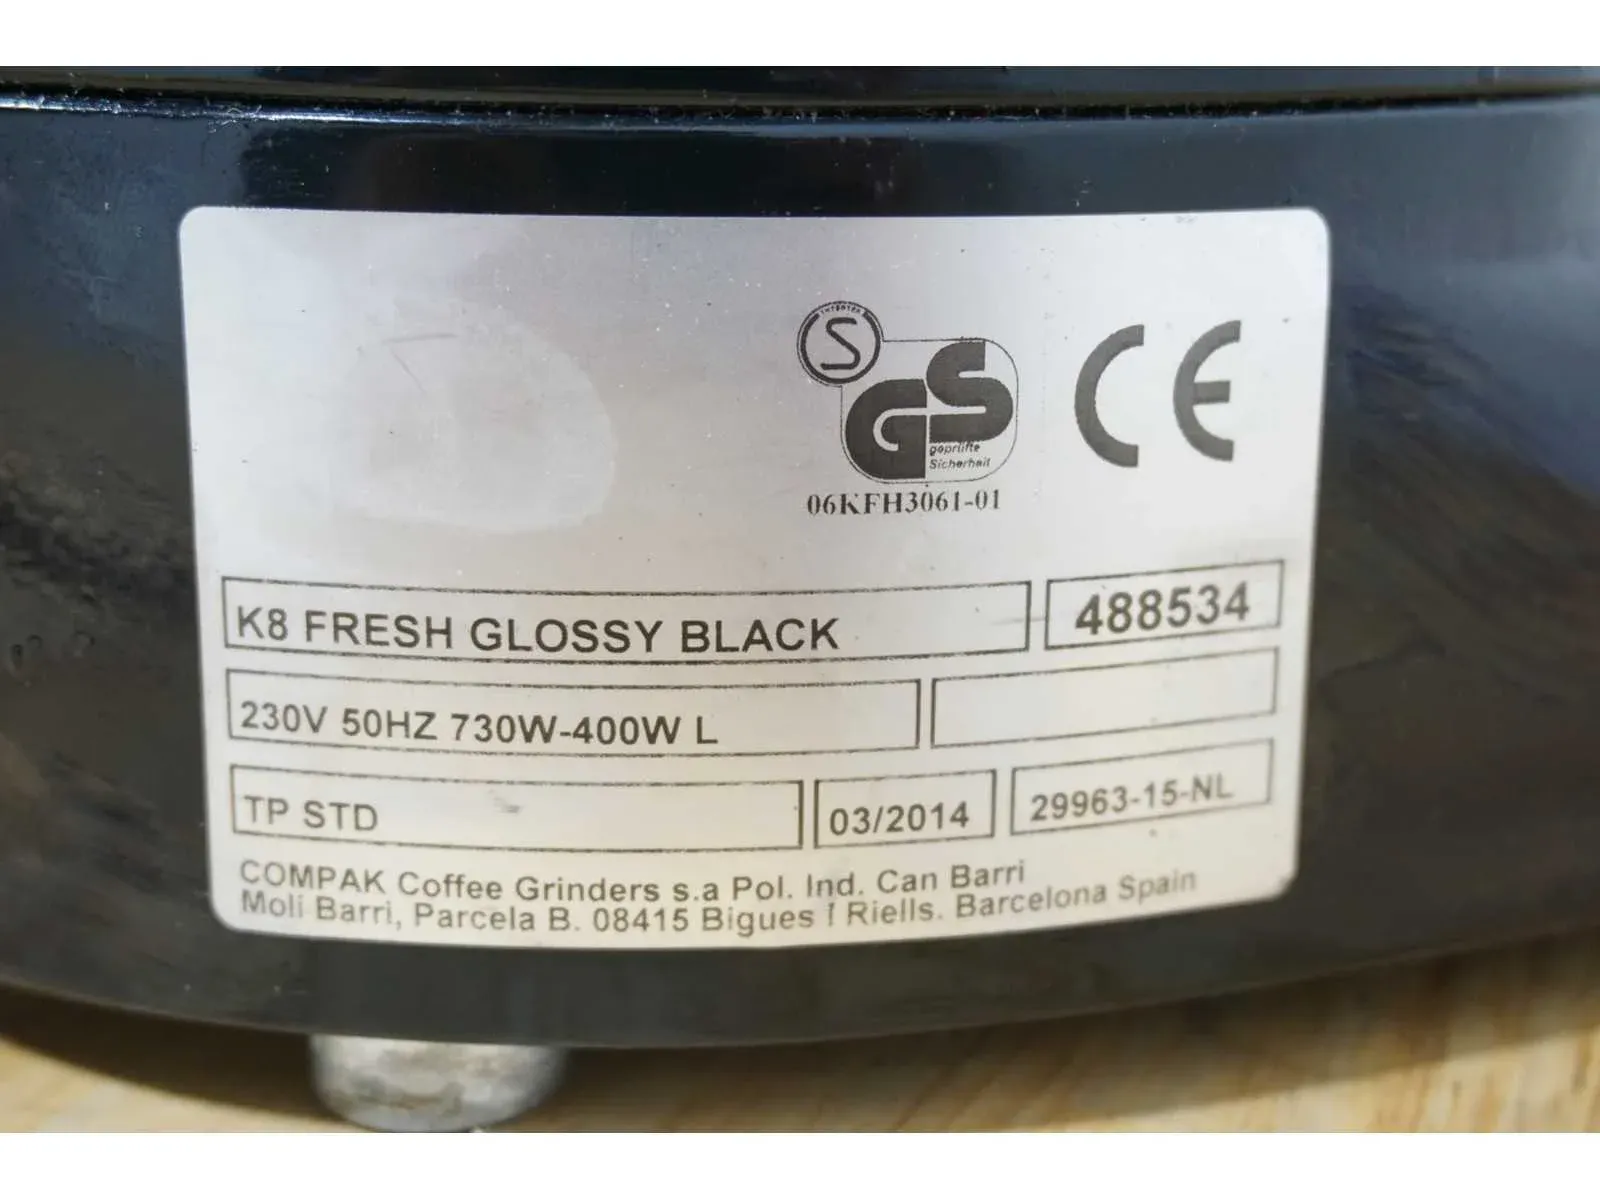 S
GS
geprüfte
Sicherheit
CE
06KFH3061-01
K8 FRESH GLOSSY BLACK 488534
230V 50HZ 730W-400W L
TP STD 03/2014 29963-15-NL
COMPAK Coffee Grinders s.a Pol. Ind. Can Barri
Moli Barri, Parcela B. 08415 Bigues I Riells. Barcelona Spain